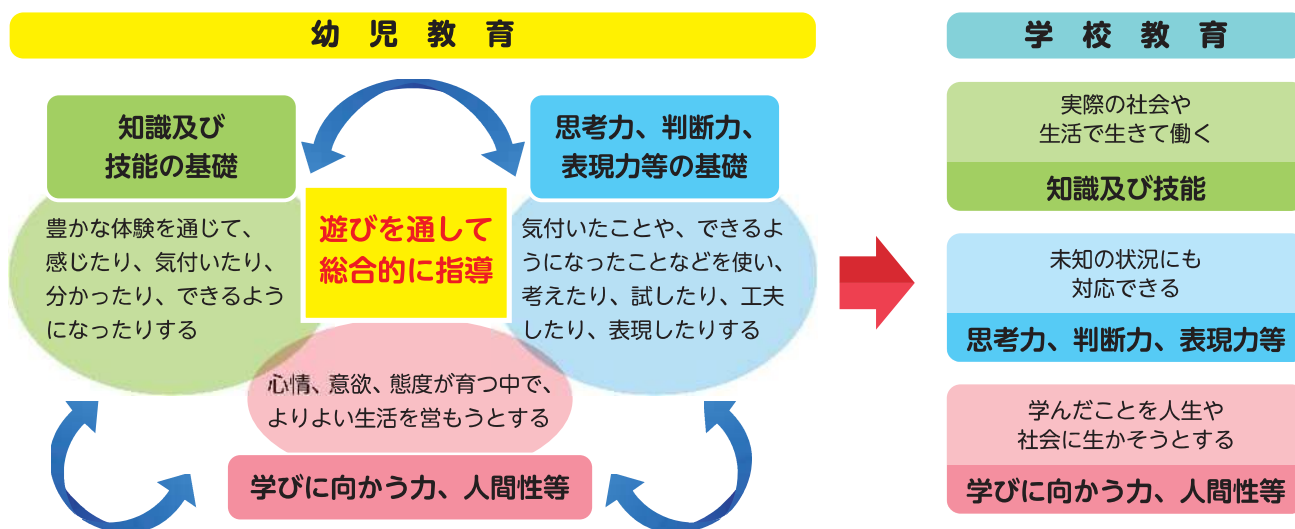 幼児教育
知識及び
技能の基礎
豊かな体験を通じて、
感じたり、気付いたり、
分かったり、できるよう
になったりする
遊びを通して
総合的に指導
思考力、判断力、
表現力等の基礎
気付いたことや、できるよ
うになったことなどを使い、
考えたり、試したり、工夫
したり、表現したりする
心情、意欲、態度が育つ中で、
よりよい生活を営もうとする
学びに向かう力、人間性等
学校教育
実際の社会や
生活で生きて働く
知識及び技能
未知の状況にも
対応できる
思考力、判断力、表現力等
学んだことを人生や
社会に生かそうとする
学びに向かう力、人間性等